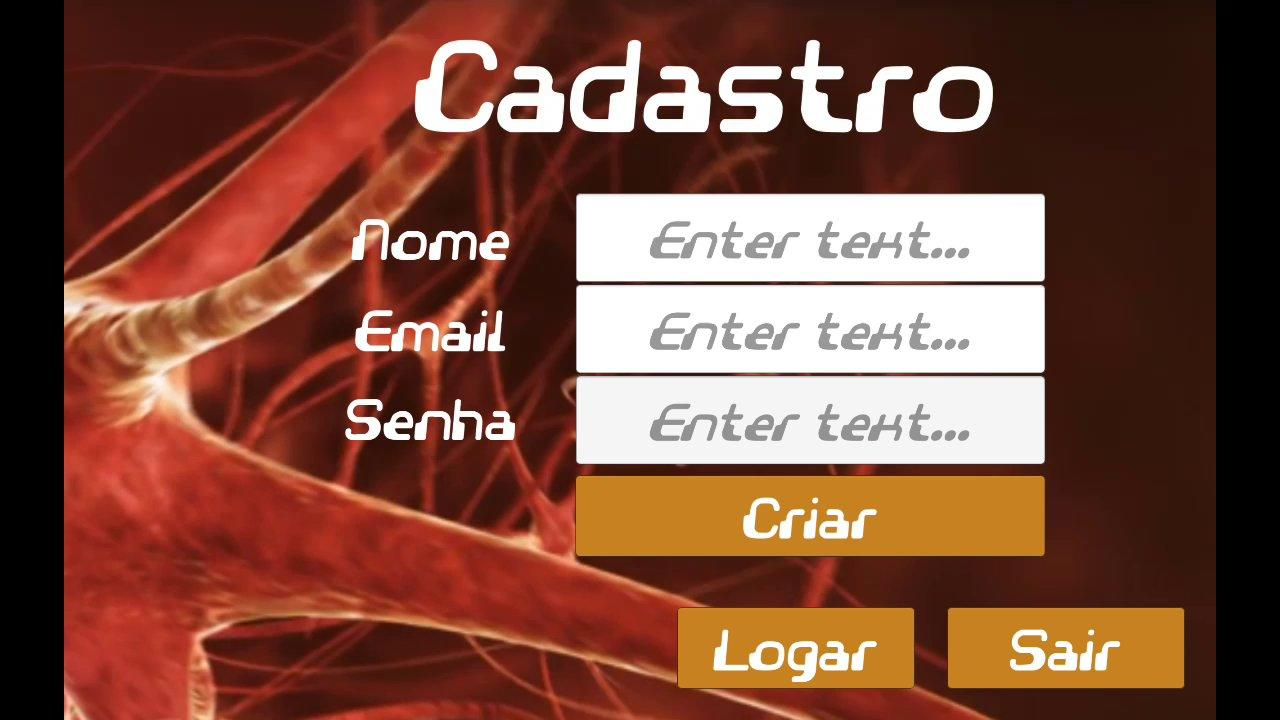 Cadastro
Nome Enter text...
Email Enter text...
Senha Enter text...
Criar
Logar Sair